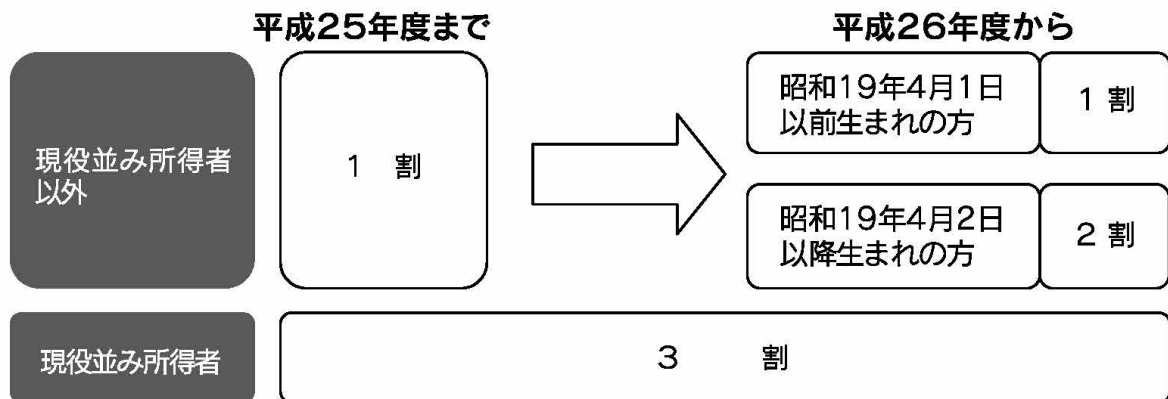 平成25年度まで
平成26年度から
現役並み所得者
以外
1 割
昭和19年4月1日
以前生まれの方
1 割
昭和19年4月2日
以降生まれの方
2 割
現役並み所得者
3 割